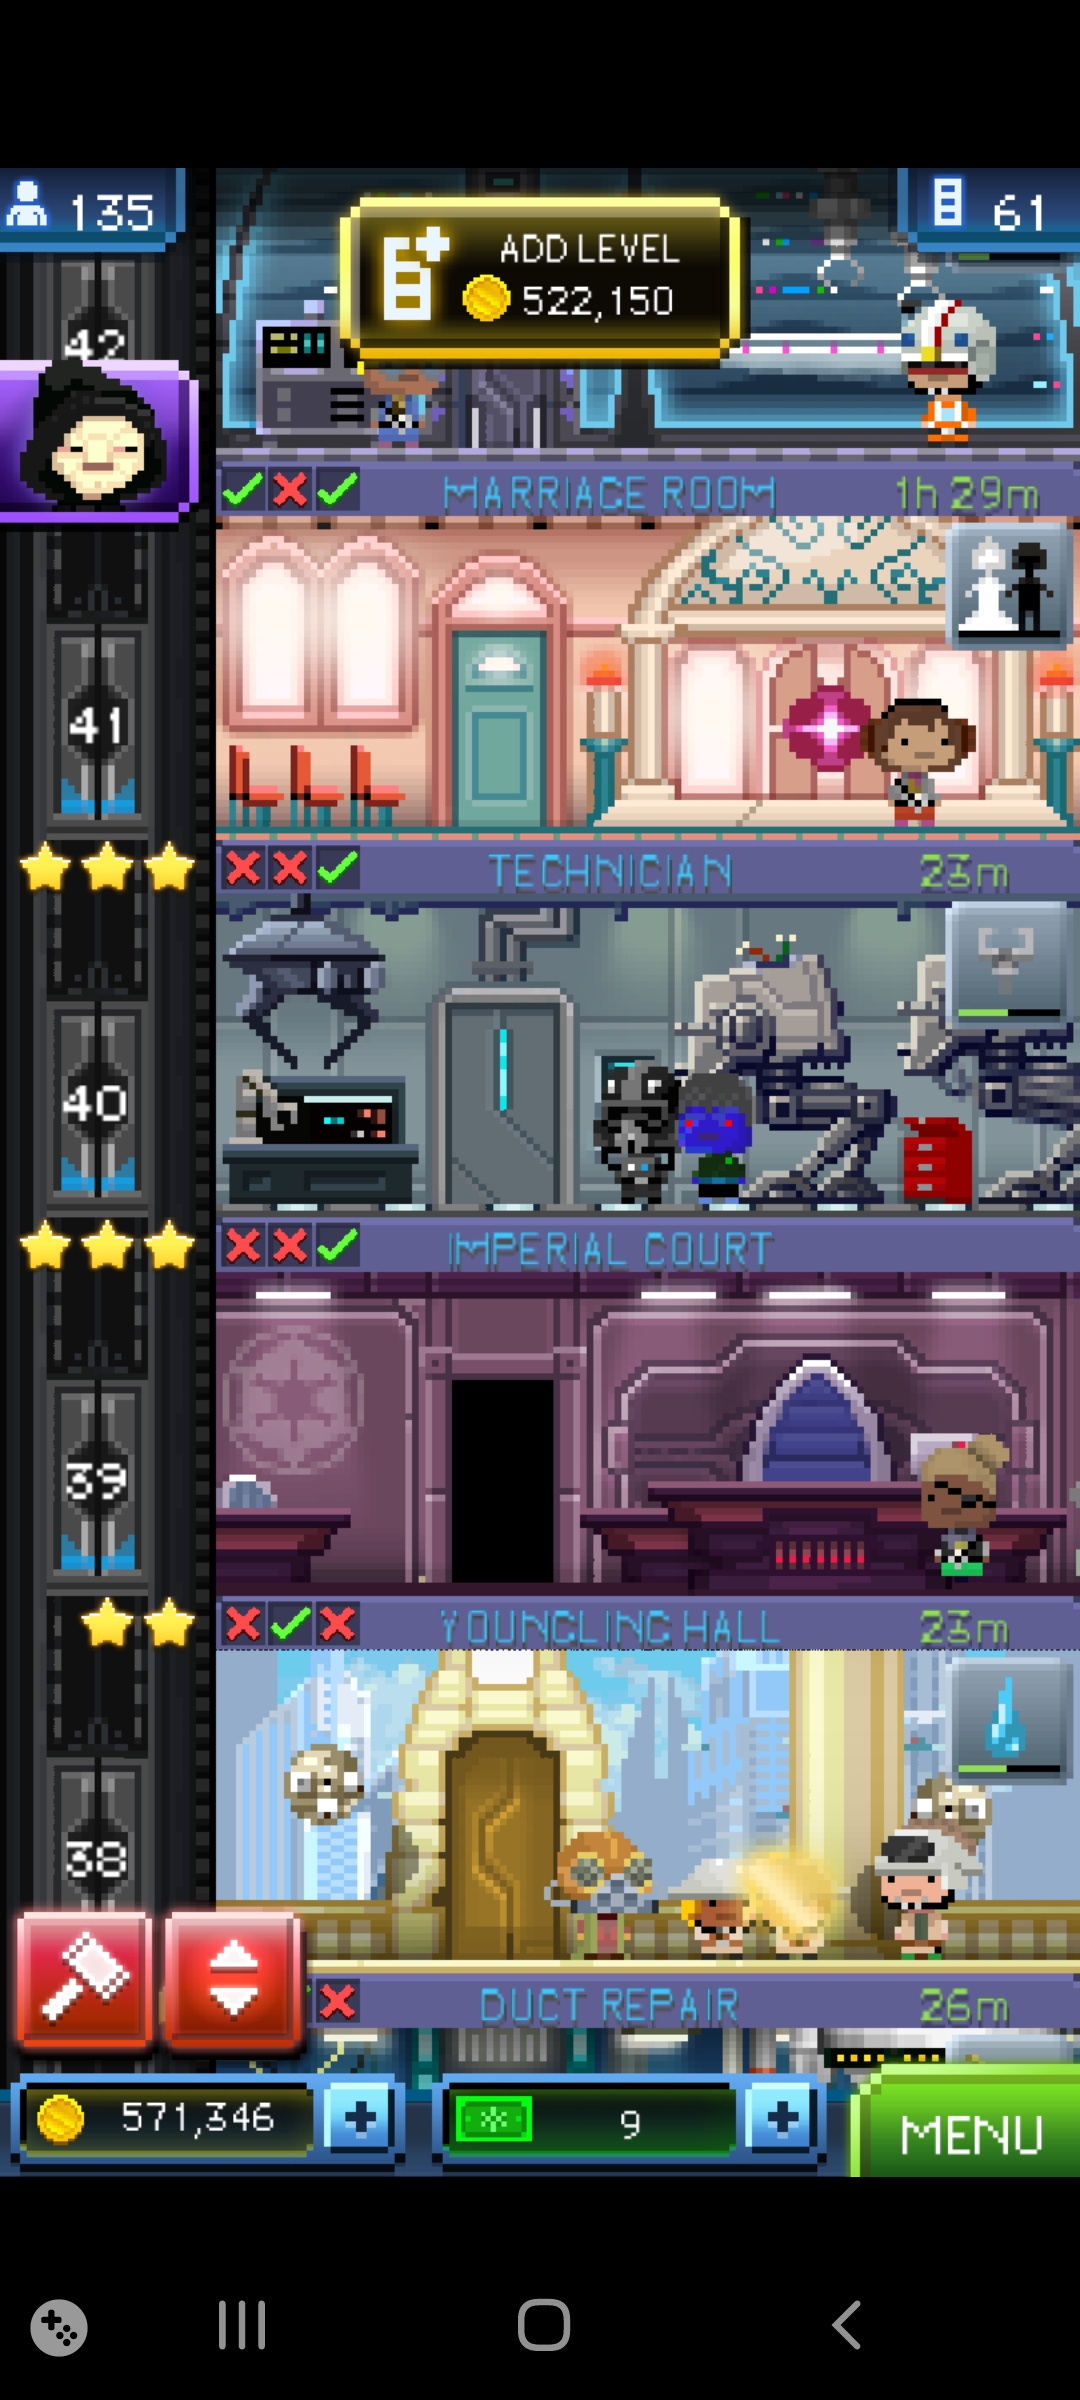 135
ADD LEVEL
522,150
61
42
MARRIAGE ROOM
1h 29m
41
TECHNICIAN
23m
40
IMPERIAL COURT
39
YOUNGLING HALL
23m
38
DUCT REPAIR
26m
571,346
9
MENU